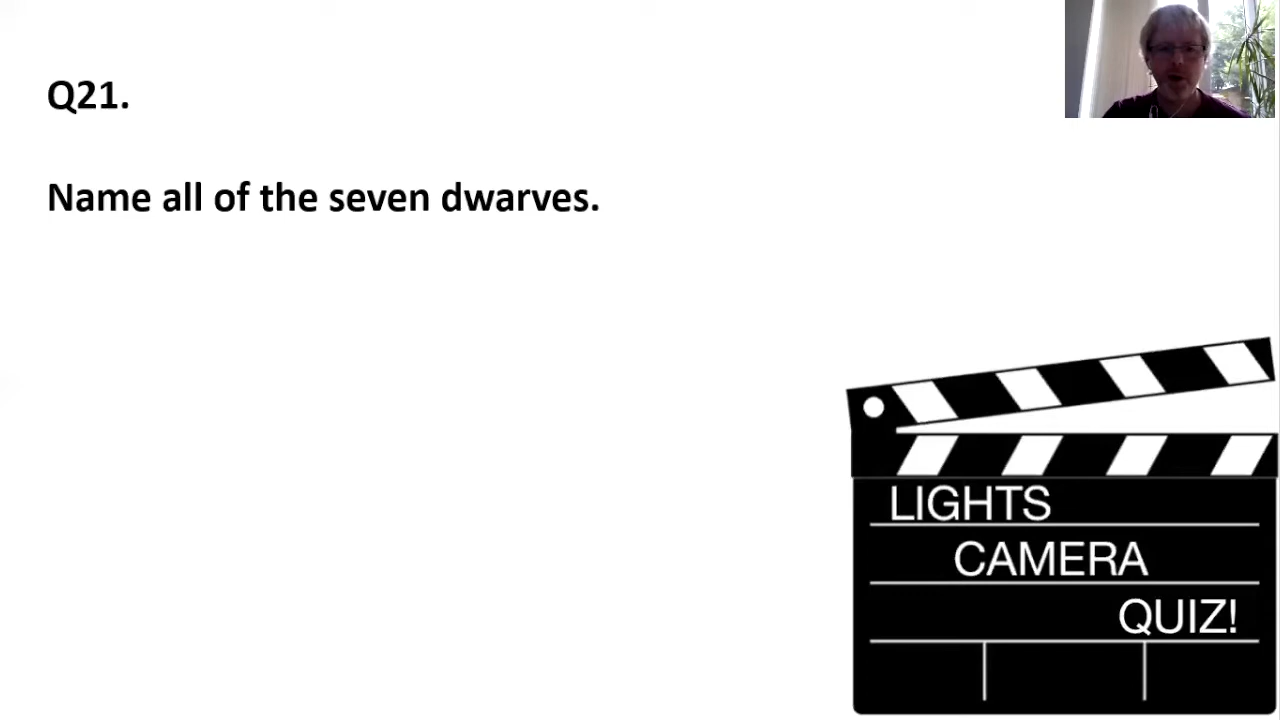 Q21.
Name all of the seven dwarves.
LIGHTS
CAMERA
QUIZ!